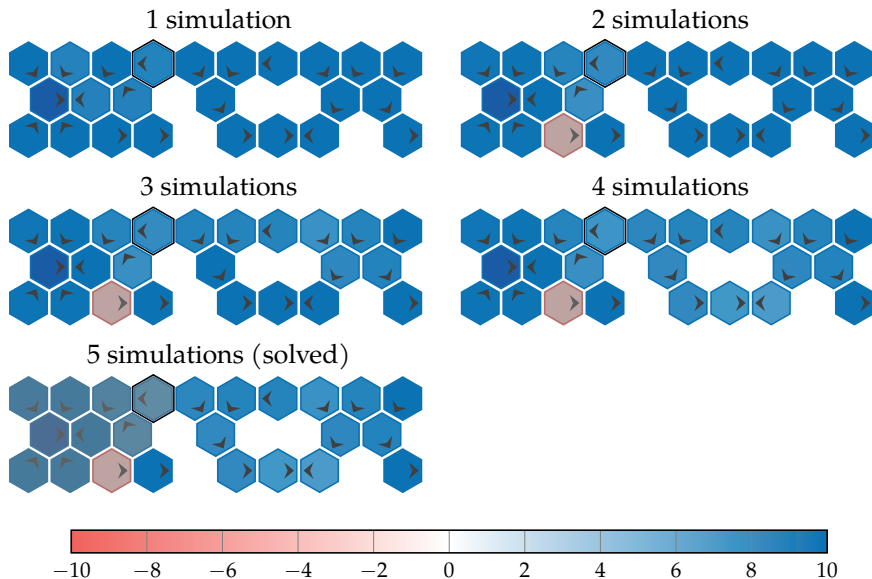 1 simulation
2 simulations
3 simulations
4 simulations
5 simulations (solved)
−10 −8 −6 −4 −2 0 2 4 6 8 10